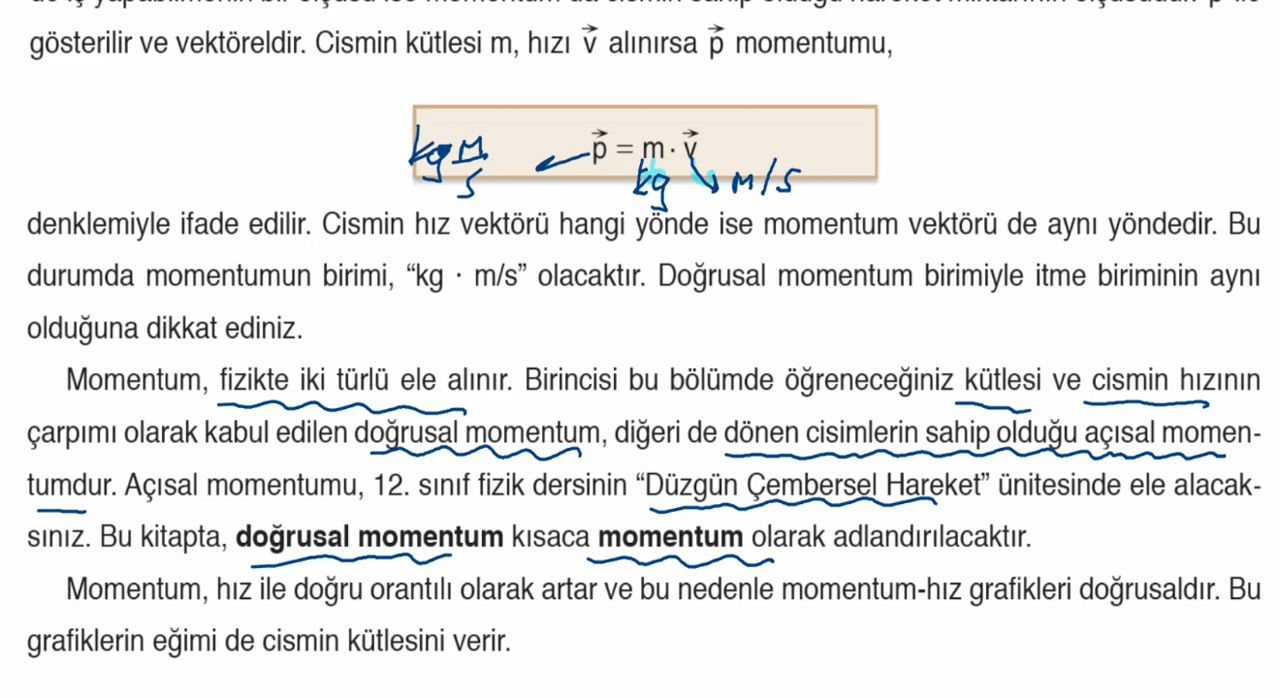 gösterilir ve vektöreldir. Cismin kütlesi m, hızı v⃗ alınırsa p⃗ momentumu,
kg m/s p⃗ = m · v⃗
kg m/s
denklemiyle ifade edilir. Cismin hız vektörü hangi yönde ise momentum vektörü de aynı yöndedir. Bu
durumda momentumun birimi, “kg · m/s” olacaktır. Doğrusal momentum birimiyle itme biriminin aynı
olduğuna dikkat ediniz.
Momentum, fizikte iki türlü ele alınır. Birincisi bu bölümde öğreneceğiniz kütlesi ve cismin hızının
çarpımı olarak kabul edilen doğrusal momentum, diğeri de dönen cisimlerin sahip olduğu açısal momen-
tumdur. Açısal momentumu, 12. sınıf fizik dersinin “Düzgün Çembersel Hareket” ünitesinde ele alacak-
sınız. Bu kitapta, doğrusal momentum kısaca momentum olarak adlandırılacaktır.
Momentum, hız ile doğru orantılı olarak artar ve bu nedenle momentum-hız grafikleri doğrusaldır. Bu
grafiklerin eğimi de cismin kütlesini verir.